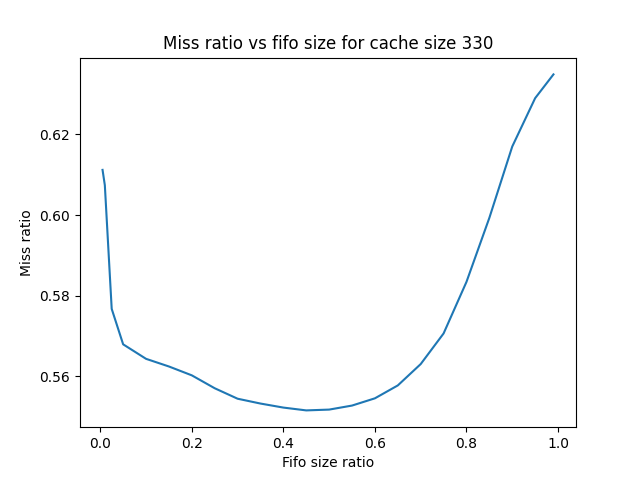 Miss ratio vs fifo size for cache size 330
0.62
0.60
0.58
0.56
Miss ratio
0.0 0.2 0.4 0.6 0.8 1.0
Fifo size ratio